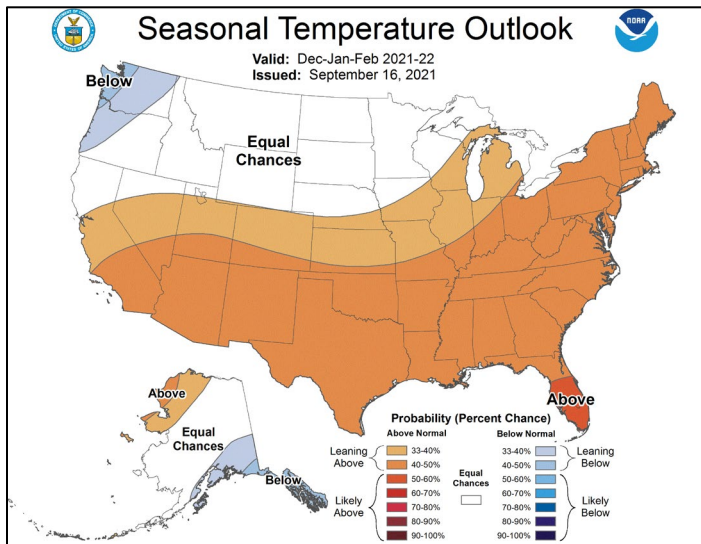 Seasonal Temperature Outlook
Valid: Dec-Jan-Feb 2021-22
Issued: September 16, 2021
NOAA
Below
Equal
Chances
Above
Above
Equal
Chances
Below
Probability (Percent Chance)
Above Normal
Below Normal
Leaning
Above
33-40%
40-50%
Likely
Above
50-60%
60-70%
70-80%
80-90%
90-100%
Equal
Chances
33-40%
40-50%
Leaning
Below
50-60%
60-70%
70-80%
80-90%
90-100%
Likely
Below